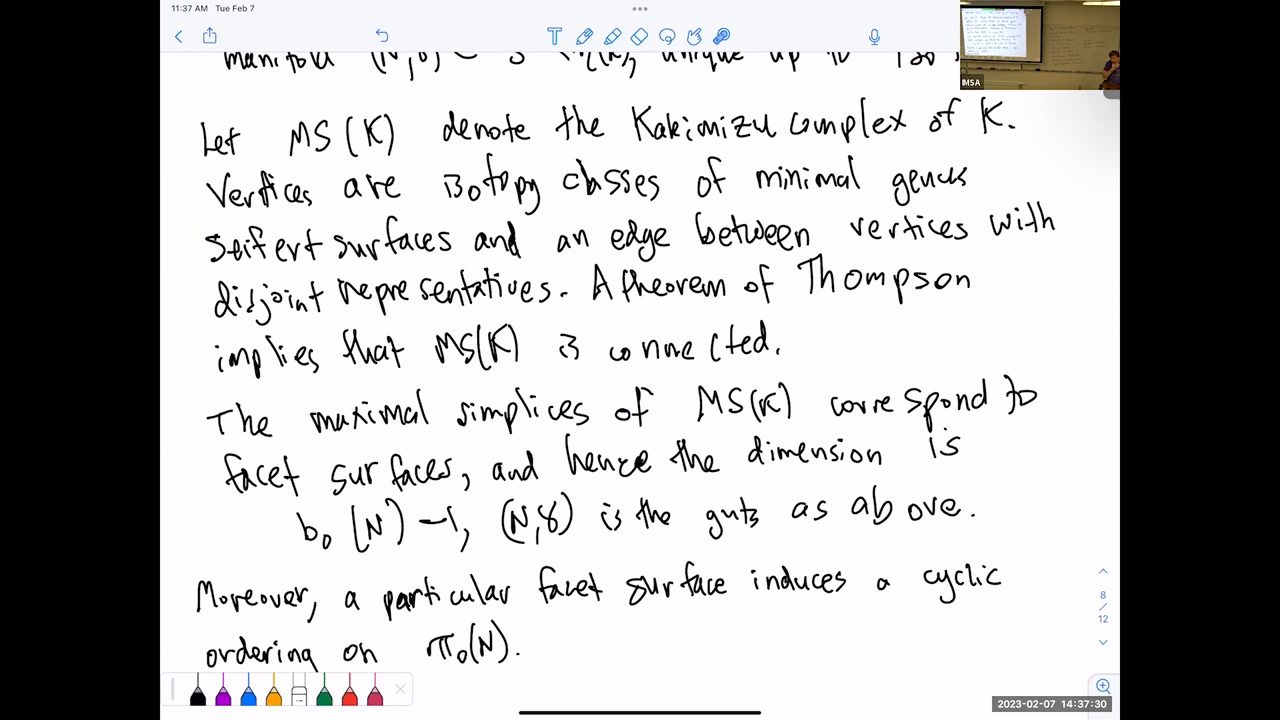 11:37 AM Tue Feb 7
manifold
Let MS(K) denote the Kakimizu complex of K.
Vertices are isotopy classes of minimal genus
Seifert surfaces and an edge between vertices with
disjoint representatives. A theorem of Thompson
implies that MS(K) is connected.
The maximal simplices of MS(K) correspond to
facet surfaces, and hence the dimension is
b₀(N)-1, (N,γ) is the guts as above.
Moreover, a particular facet surface induces a cyclic
ordering on π₀(N).
IMSA
8
/
12
2023-02-07 14:37:30